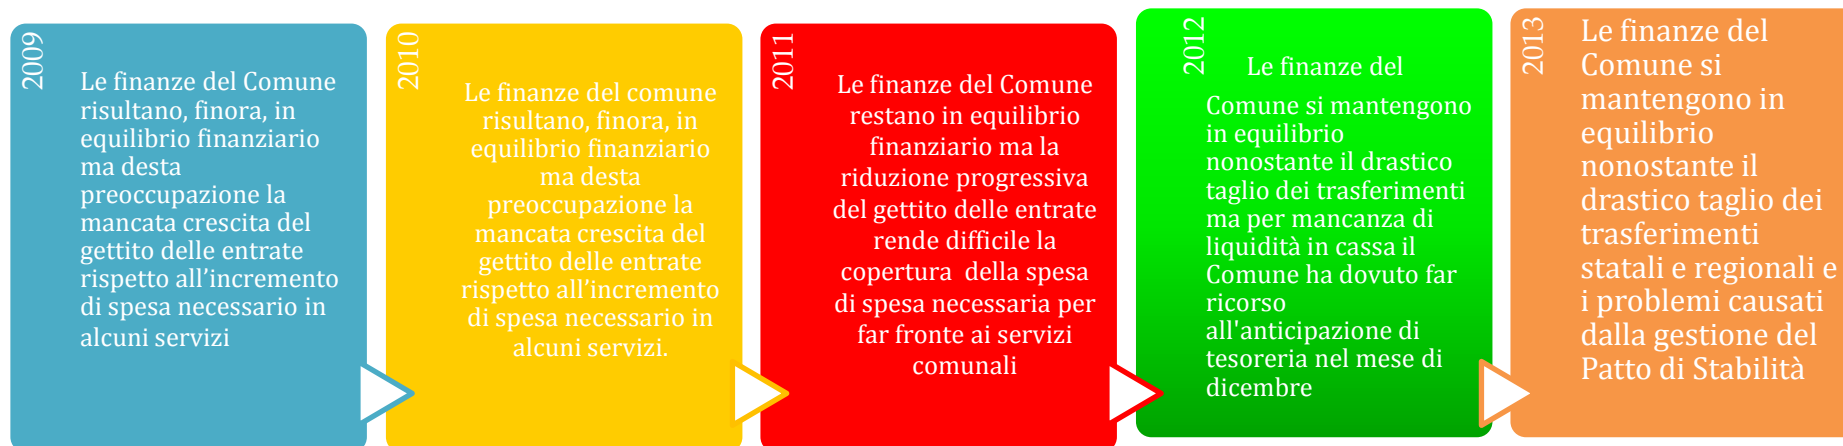 2009
Le finanze del Comune
risultano, finora, in
equilibrio finanziario
ma desta
preoccupazione la
mancata crescita del
gettito delle entrate
rispetto all’incremento
di spesa necessario in
alcuni servizi
2010
Le finanze del comune
risultano, finora, in
equilibrio finanziario
ma desta
preoccupazione la
mancata crescita del
gettito delle entrate
rispetto all’incremento
di spesa necessario in
alcuni servizi.
2011
Le finanze del Comune
restano in equilibrio
finanziario ma la
riduzione progressiva
del gettito delle entrate
rende difficile la
copertura della spesa
di spesa necessaria per
far fronte ai servizi
comunali
2012
Le finanze del
Comune si mantengono
in equilibrio
nonostante il drastico
taglio dei trasferimenti
ma per mancanza di
liquidità in cassa il
Comune ha dovuto far
ricorso
all'anticipazione di
tesoreria nel mese di
dicembre
2013
Le finanze del
Comune si
mantengono in
equilibrio
nonostante il
drastico taglio dei
trasferimenti
statali e regionali e
i problemi causati
dalla gestione del
Patto di Stabilità